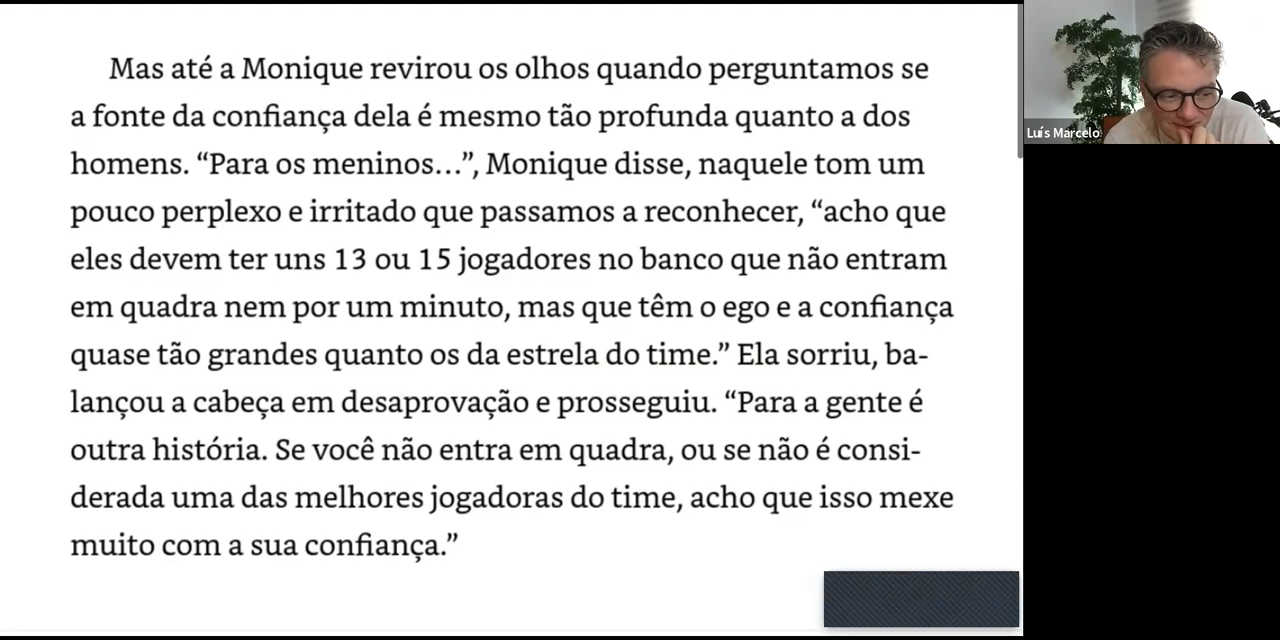 Mas até a Monique revirou os olhos quando perguntamos se
a fonte da confiança dela é mesmo tão profunda quanto a dos
homens. “Para os meninos...”, Monique disse, naquele tom um
pouco perplexo e irritado que passamos a reconhecer, “acho que
eles devem ter uns 13 ou 15 jogadores no banco que não entram
em quadra nem por um minuto, mas que têm o ego e a confiança
quase tão grandes quanto os da estrela do time.” Ela sorriu, ba-
lançou a cabeça em desaprovação e prosseguiu. “Para a gente é
outra história. Se você não entra em quadra, ou se não é consi-
derada uma das melhores jogadoras do time, acho que isso mexe
muito com a sua confiança.”
Luís Marcelo